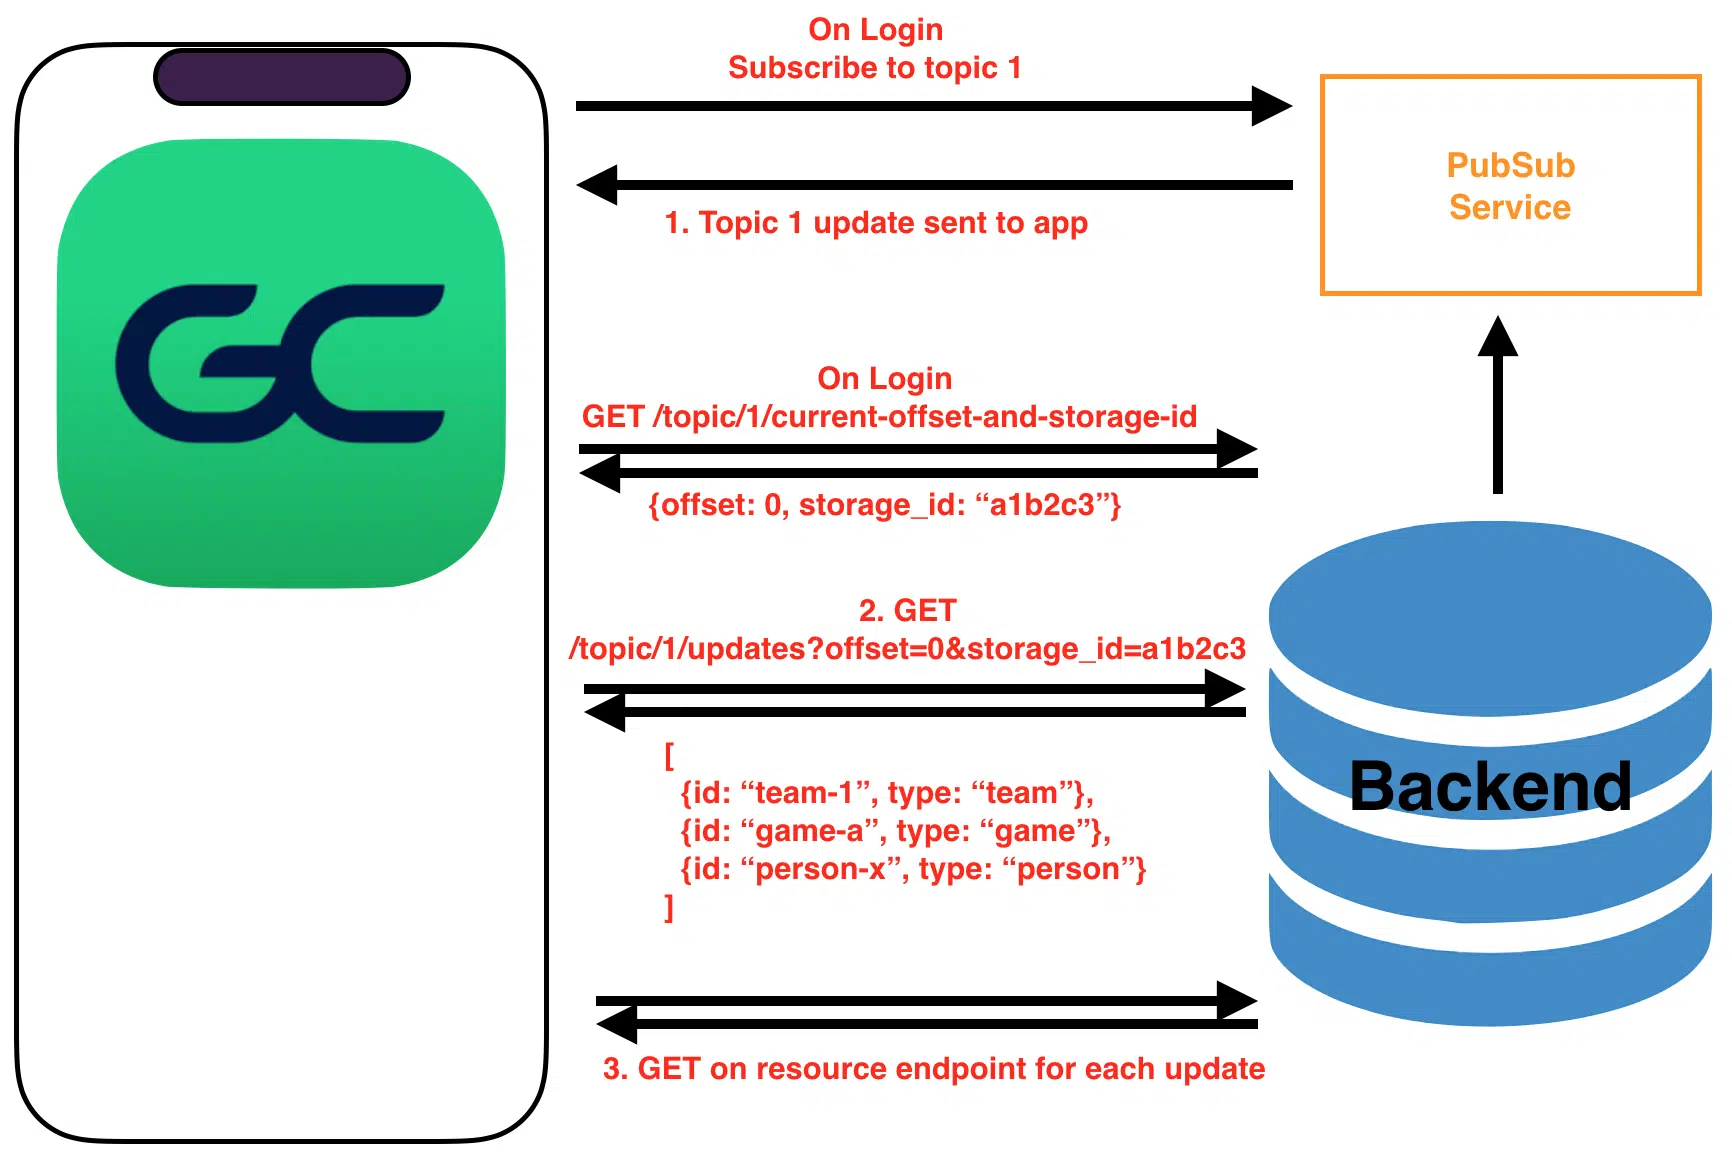 On Login
Subscribe to topic 1
1. Topic 1 update sent to app
PubSub
Service
GC
On Login
GET /topic/1/current-offset-and-storage-id
{offset: 0, storage_id: “a1b2c3”}
2. GET
/topic/1/updates?offset=0&storage_id=a1b2c3
[
{id: “team-1”, type: “team”},
{id: “game-a”, type: “game”},
{id: “person-x”, type: “person”}
]
Backend
3. GET on resource endpoint for each update